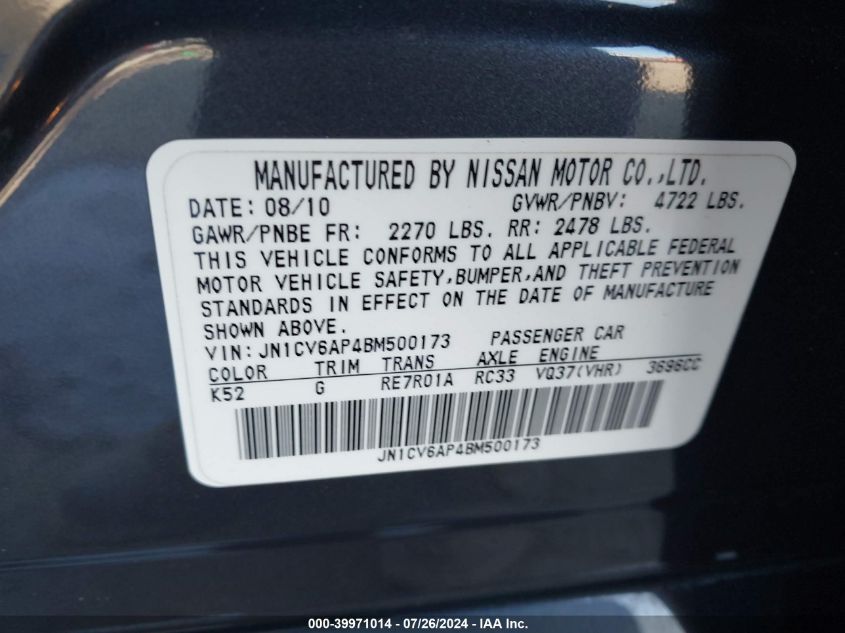 MANUFACTURED BY NISSAN MOTOR CO.,LTD.
DATE: 08/10 GVWR/PNBV: 4722 LBS.
GAWR/PNBE FR: 2270 LBS. RR: 2478 LBS.
THIS VEHICLE CONFORMS TO ALL APPLICABLE FEDERAL
MOTOR VEHICLE SAFETY,BUMPER,AND THEFT PREVENTION
STANDARDS IN EFFECT ON THE DATE OF MANUFACTURE
SHOWN ABOVE.
VIN: JN1CV6AP4BM500173 PASSENGER CAR
COLOR TRIM TRANS AXLE ENGINE
K52 G RE7R01A RC33 VQ37(VHR) 3696CC
JN1CV6AP4BM500173
000-39971014 - 07/26/2024 - IAA Inc.